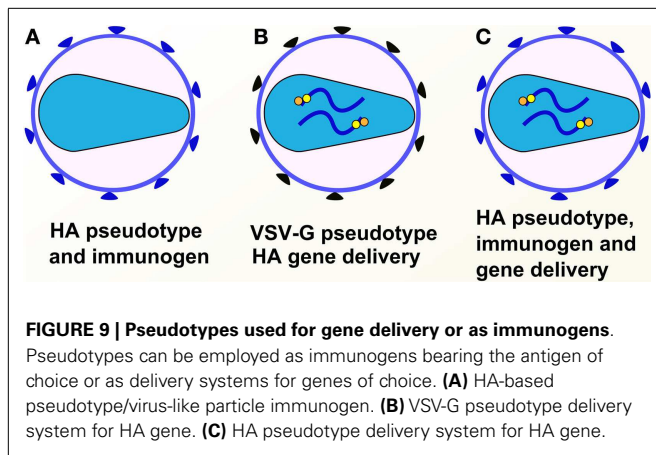 A
B
C
HA pseudotype
and immunogen
VSV-G pseudotype
HA gene delivery
HA pseudotype,
immunogen and
gene delivery
FIGURE 9 | Pseudotypes used for gene delivery or as immunogens.
Pseudotypes can be employed as immunogens bearing the antigen of
choice or as delivery systems for genes of choice. (A) HA-based
pseudotype/virus-like particle immunogen. (B) VSV-G pseudotype delivery
system for HA gene. (C) HA pseudotype delivery system for HA gene.